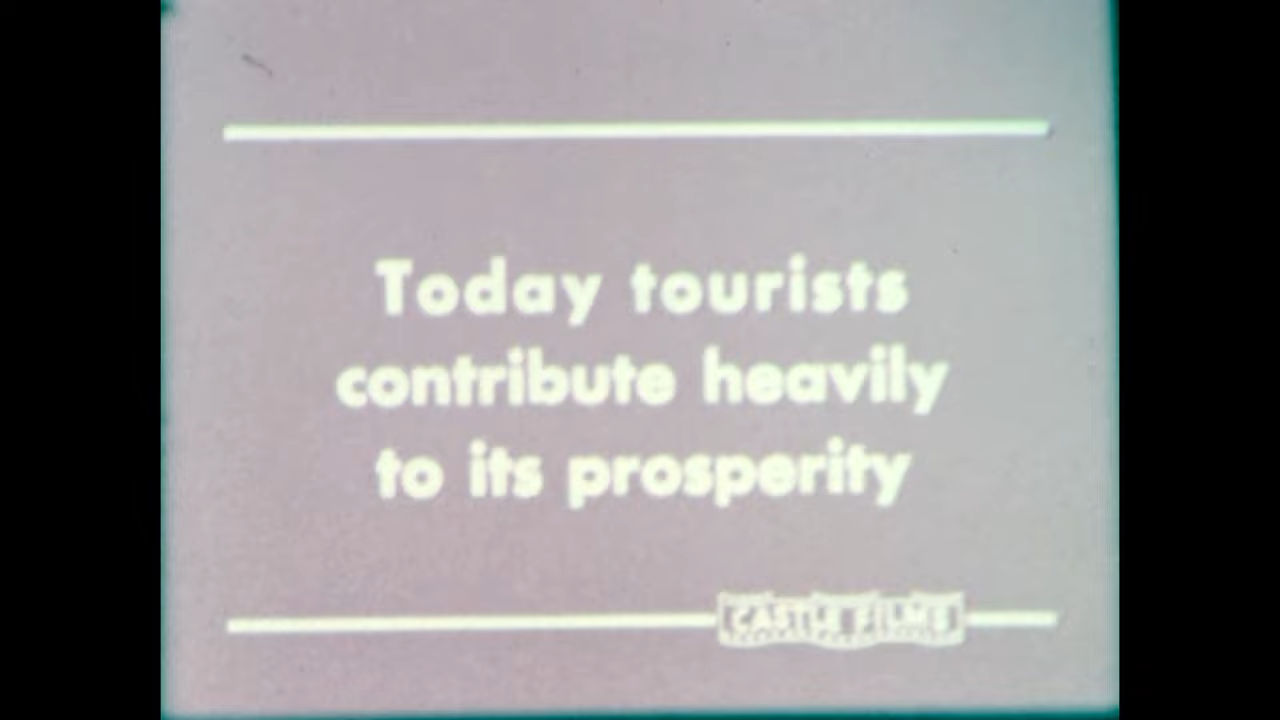 Today tourists
contribute heavily
to its prosperity
CASTLE FILMS